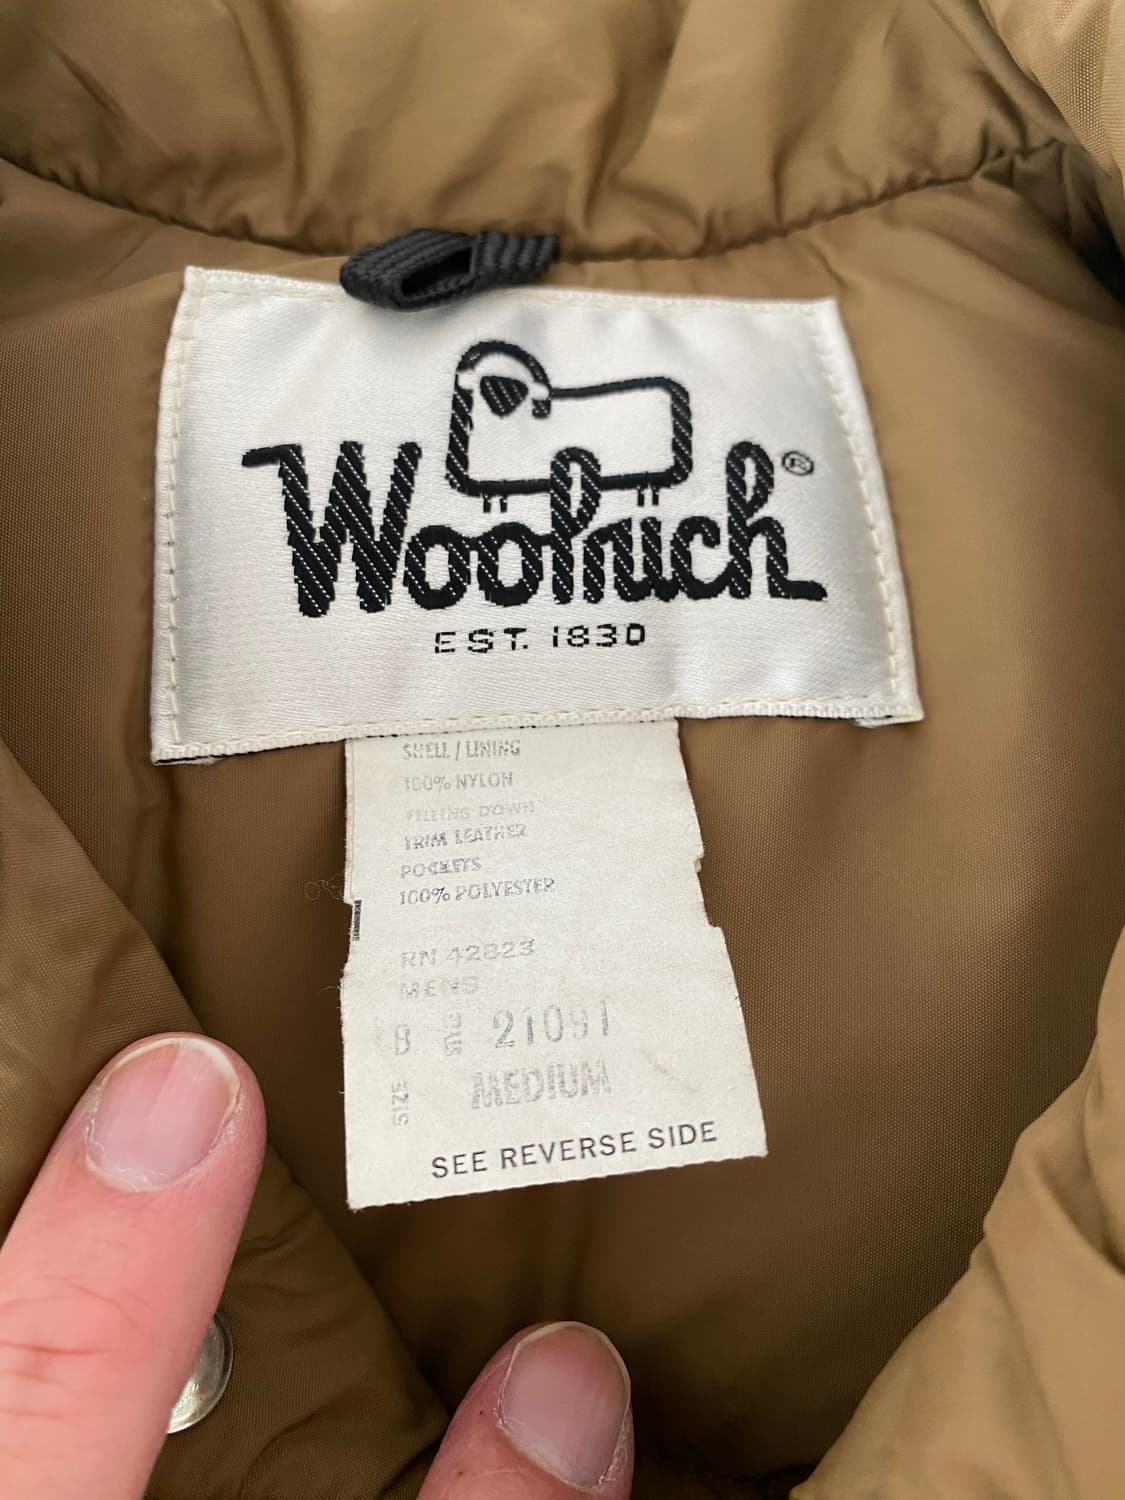 Woolrich®
EST. 1830
SHELL / LINING
100% NYLON
FILLING DOWN
TRIM LEATHER
POCKETS
100% POLYESTER
RN 42823
MENS
B STYLE 21091
SIZE MEDIUM
SEE REVERSE SIDE